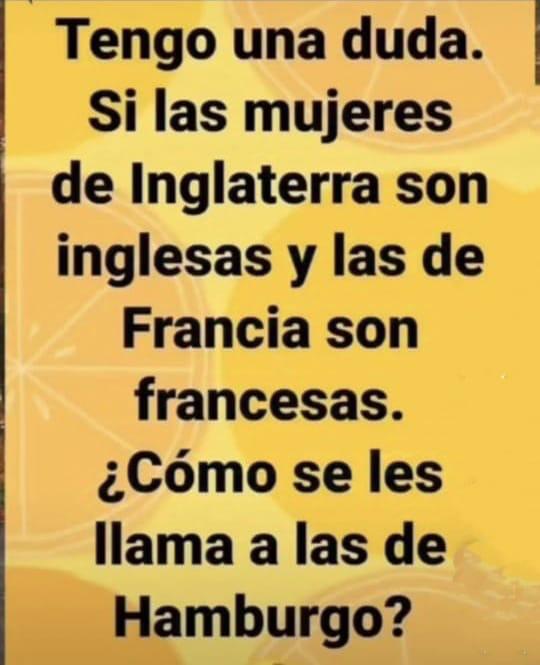 Tengo una duda.
Si las mujeres
de Inglaterra son
inglesas y las de
Francia son
francesas.
¿Cómo se les
llama a las de
Hamburgo?